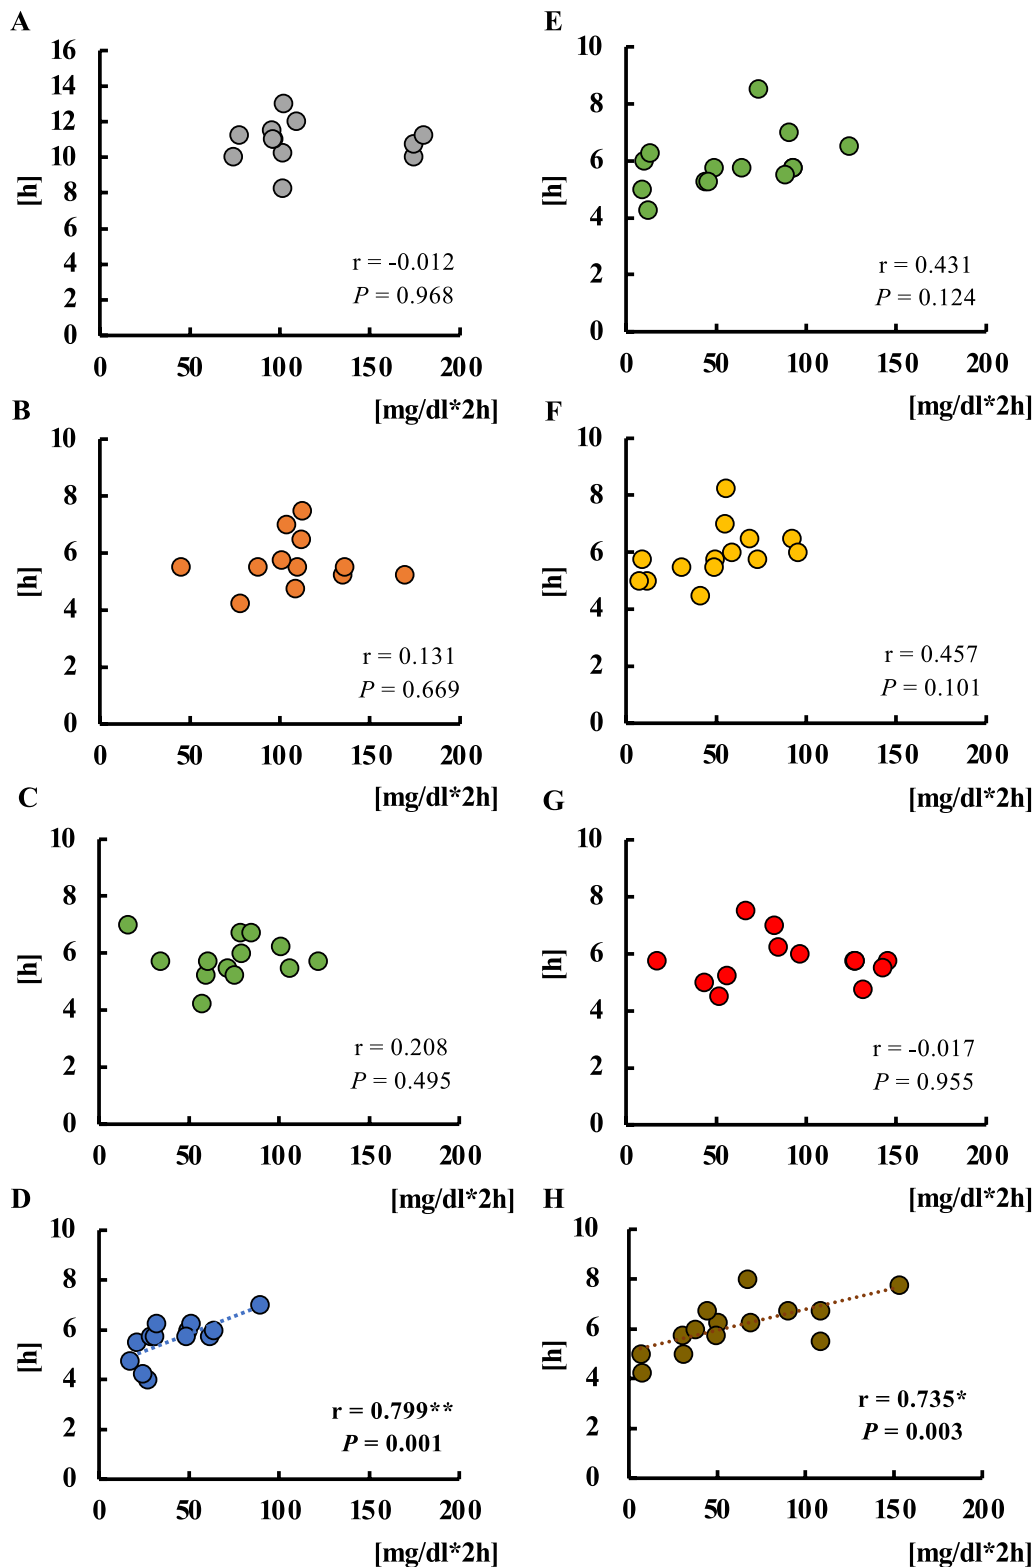 A
16
14
12
10
8
6
4
2
0
[h]
r = -0.012
P = 0.968
0 50 100 150 200
[mg/dl*2h]
B
10
8
6
4
2
0
[h]
r = 0.131
P = 0.669
0 50 100 150 200
[mg/dl*2h]
C
10
8
6
4
2
0
[h]
r = 0.208
P = 0.495
0 50 100 150 200
[mg/dl*2h]
D
10
8
6
4
2
0
[h]
r = 0.799**
P = 0.001
0 50 100 150 200
[mg/dl*2h]
E
10
8
6
4
2
0
[h]
r = 0.431
P = 0.124
0 50 100 150 200
[mg/dl*2h]
F
10
8
6
4
2
0
[h]
r = 0.457
P = 0.101
0 50 100 150 200
[mg/dl*2h]
G
10
8
6
4
2
0
[h]
r = -0.017
P = 0.955
0 50 100 150 200
[mg/dl*2h]
H
10
8
6
4
2
0
[h]
r = 0.735*
P = 0.003
0 50 100 150 200
[mg/dl*2h]